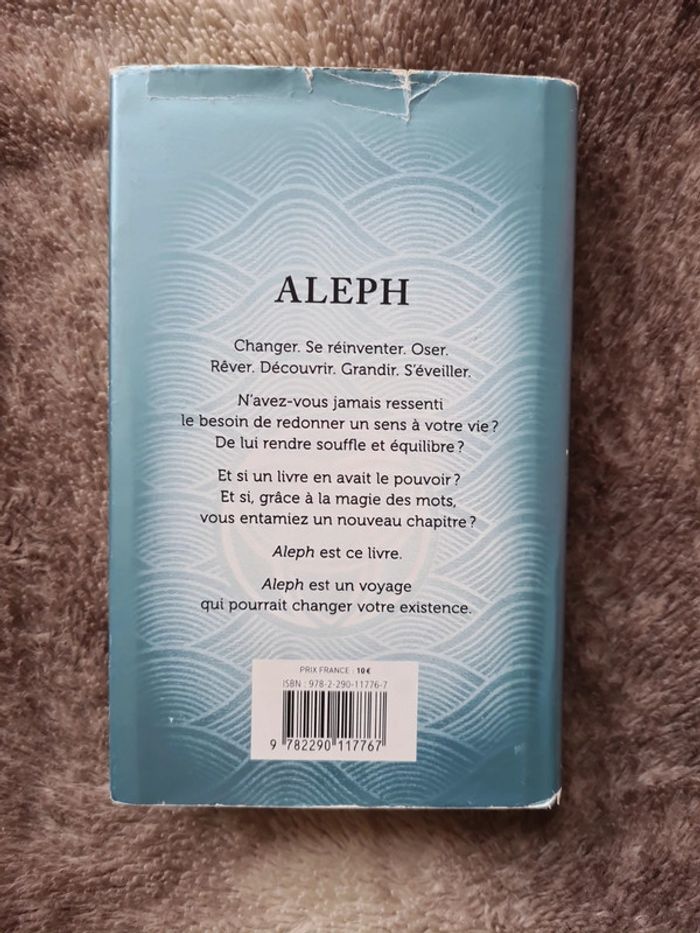 ALEPH
Changer. Se réinventer. Oser.
Rêver. Découvrir. Grandir. S'éveiller.
N'avez-vous jamais ressenti
le besoin de redonner un sens à votre vie ?
De lui rendre souffle et équilibre ?
Et si un livre en avait le pouvoir ?
Et si, grâce à la magie des mots,
vous entamiez un nouveau chapitre ?
Aleph est ce livre.
Aleph est un voyage
qui pourrait changer votre existence.
PRIX FRANCE : 10 €
ISBN : 978-2-290-11776-7
9 782290 117767